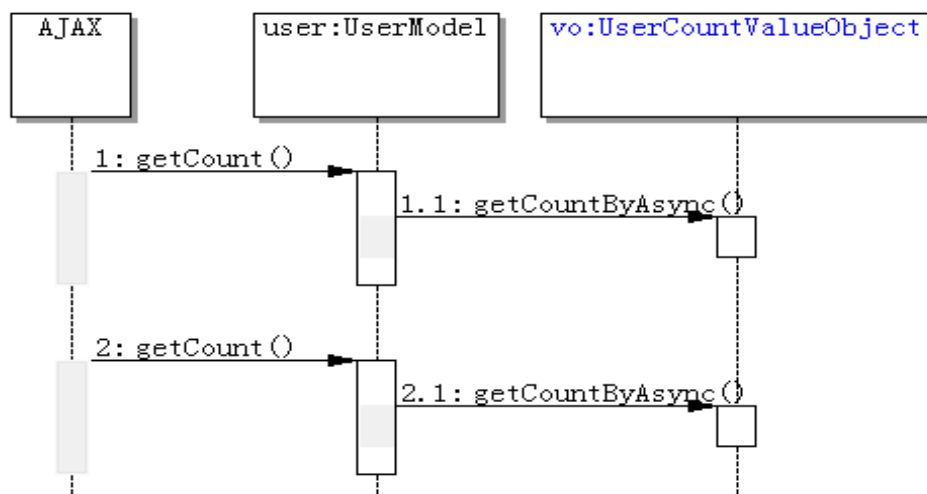 AJAX
user:UserModel
vo:UserCountValueObject
1: getCount()
1.1: getCountByAsync()
2: getCount()
2.1: getCountByAsync()